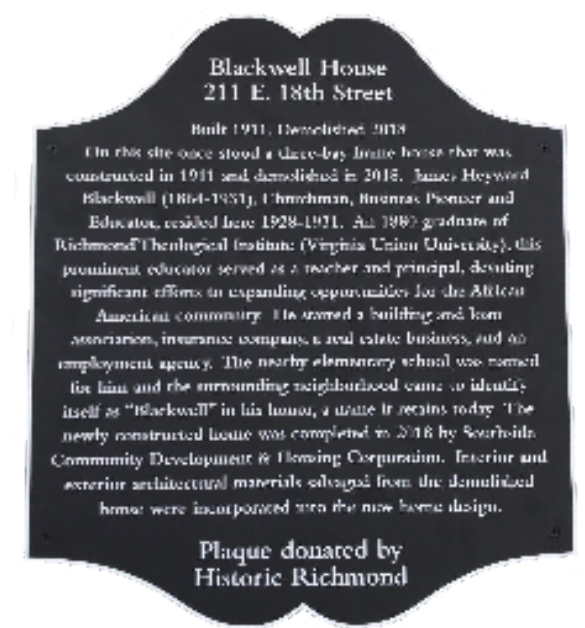 Blackwell House
211 E. 18th Street
Built 1911, Demolished 2018
On this site once stood a three-bay frame house that was
constructed in 1911 and demolished in 2018. James Heyward
Blackwell (1864-1931), Churchman, Business Pioneer and
Educator, resided here 1928-1931. An 1880 graduate of
Richmond Theological Institute (Virginia Union University), this
prominent educator served as a teacher and principal, devoting
significant efforts to expanding opportunities for the African
American community. He started a building and loan
association, insurance company, a real estate business, and an
employment agency. The nearby elementary school was named
for him and the surrounding neighborhood came to identify
itself as "Blackwell" in his honor, a name it retains today. The
newly constructed home was completed in 2018 by Southside
Community Development & Housing Corporation. Interior and
exterior architectural materials salvaged from the demolished
house were incorporated into the new home design.
Plaque donated by
Historic Richmond